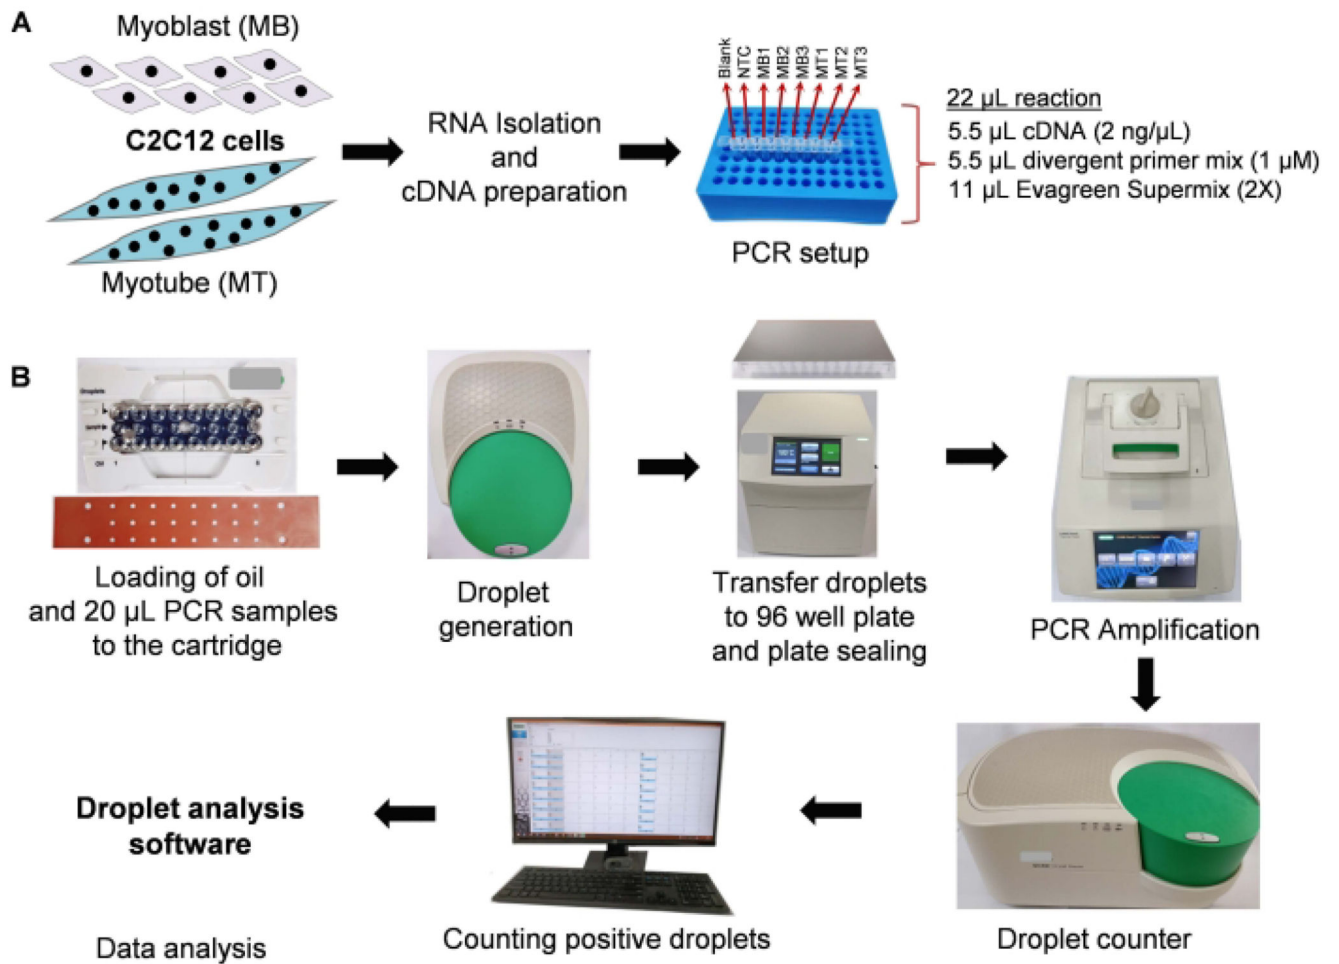 A
Myoblast (MB)
C2C12 cells
Myotube (MT)
RNA Isolation
and
cDNA preparation
Blank
NTC
MB1
MB2
MB3
MT1
MT2
MT3
PCR setup
22 µL reaction
5.5 µL cDNA (2 ng/µL)
5.5 µL divergent primer mix (1 µM)
11 µL Evagreen Supermix (2X)
B
Droplets
Oil 1 8
Loading of oil
and 20 µL PCR samples
to the cartridge
Droplet
generation
Transfer droplets
to 96 well plate
and plate sealing
PCR Amplification
Droplet analysis
software
Data analysis
Counting positive droplets
Droplet counter